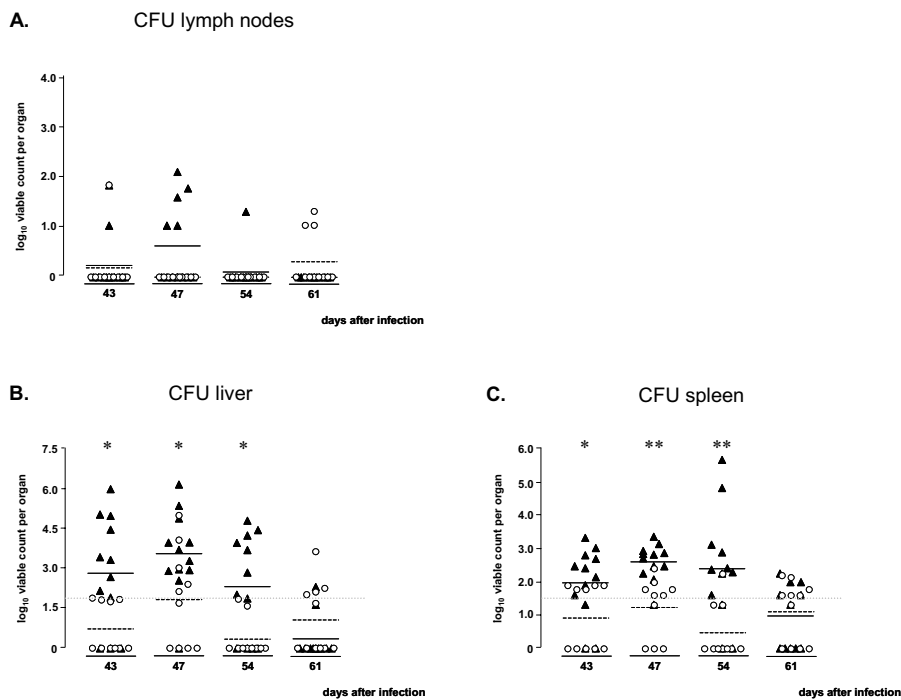 A.
CFU lymph nodes
log10 viable count per organ
4.0
3.0
2.0
1.0
0
43 47 54 61
days after infection
B.
CFU liver
* * *
log10 viable count per organ
7.5
6.0
4.5
3.0
1.5
0
43 47 54 61
days after infection
C.
CFU spleen
* ** **
log10 viable count per organ
6.0
5.0
4.0
3.0
2.0
1.0
0
43 47 54 61
days after infection